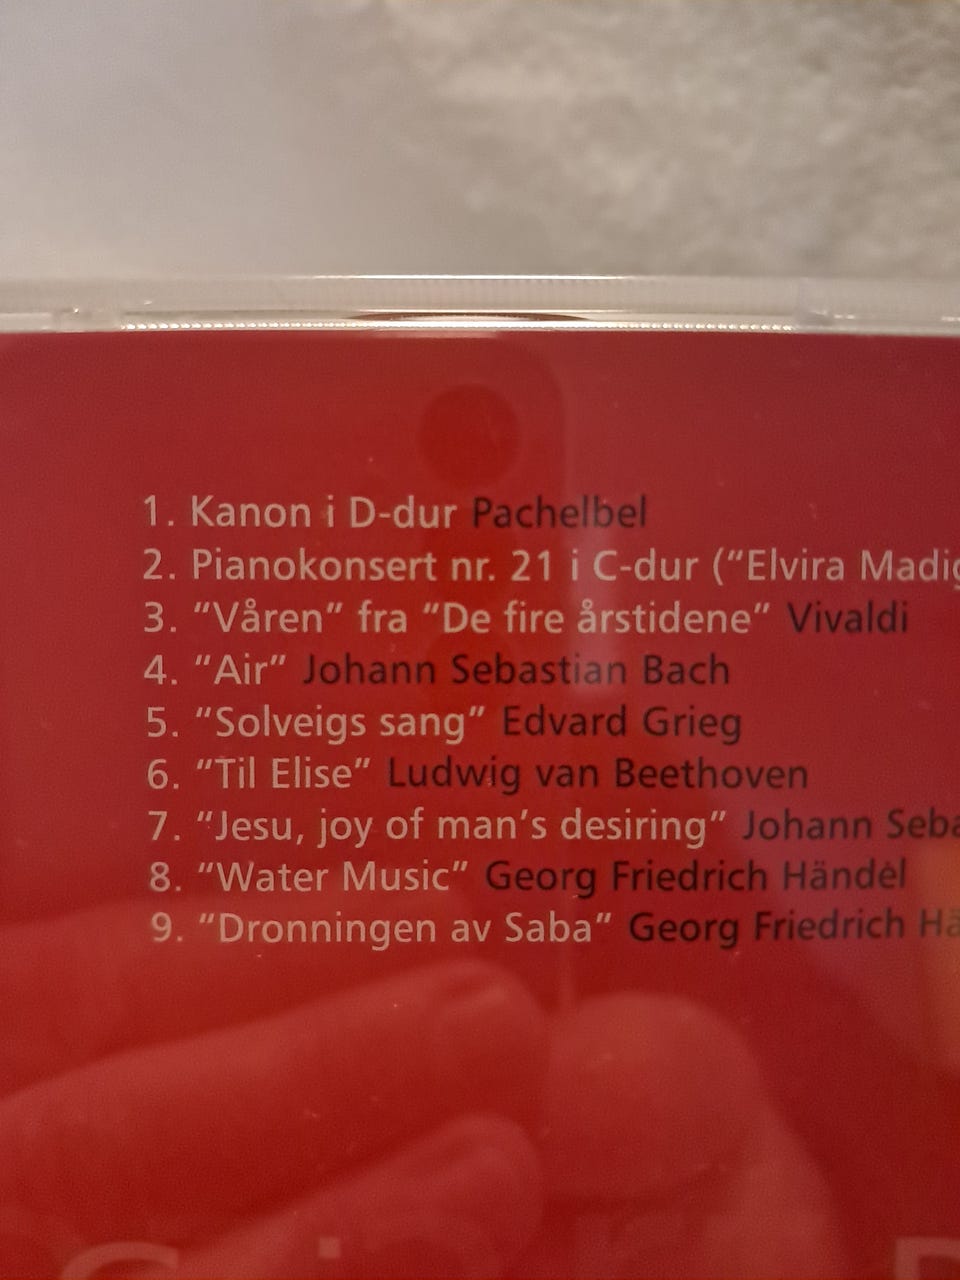 1. Kanon i D-dur Pachelbel
2. Pianokonsert nr. 21 i C-dur (“Elvira
3. “Våren” fra “De fire årstidene” Vivaldi
4. “Air” Johann Sebastian Bach
5. “Solveigs sang” Edvard Grieg
6. “Til Elise” Ludwig van Beethoven
7. “Jesu, joy of man’s desiring” Johann
8. “Water Music” Georg Friedrich Händel
9. “Dronningen av Saba“ Georg Friedrich